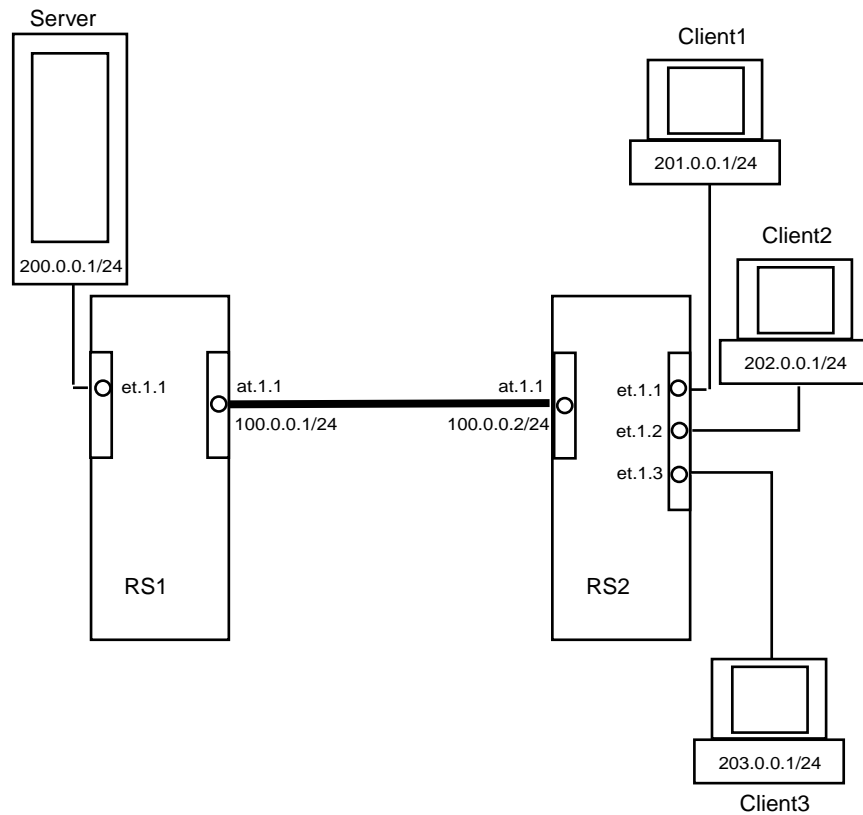 Server
Client1
201.0.0.1/24
Client2
200.0.0.1/24
202.0.0.1/24
et.1.1
at.1.1
at.1.1
et.1.1
100.0.0.1/24
100.0.0.2/24
et.1.2
et.1.3
RS1
RS2
203.0.0.1/24
Client3